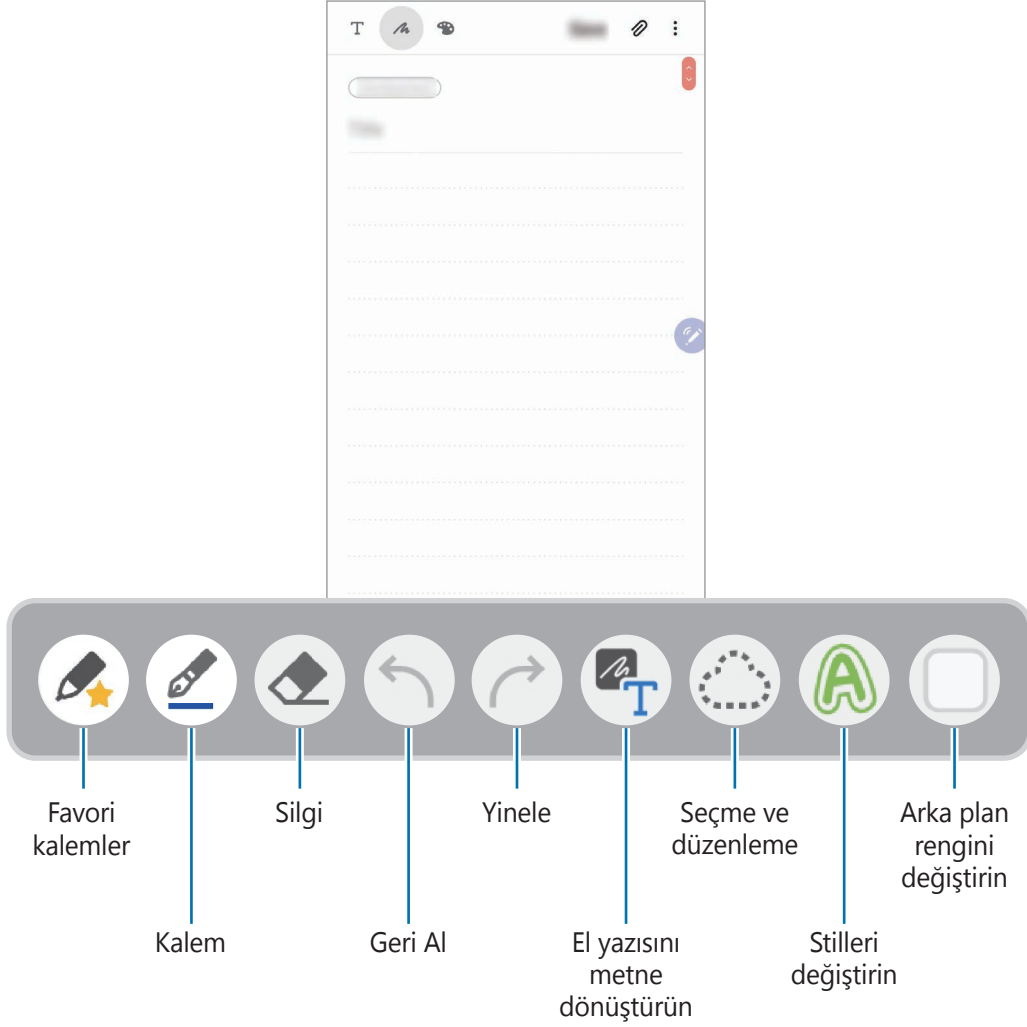 T
T
A
Favori
kalemler
Kalem
Silgi
Geri Al
Yinele
El yazısını
metne
dönüştürün
Seçme ve
düzenleme
Stilleri
değiştirin
Arka plan
rengini
değiştirin